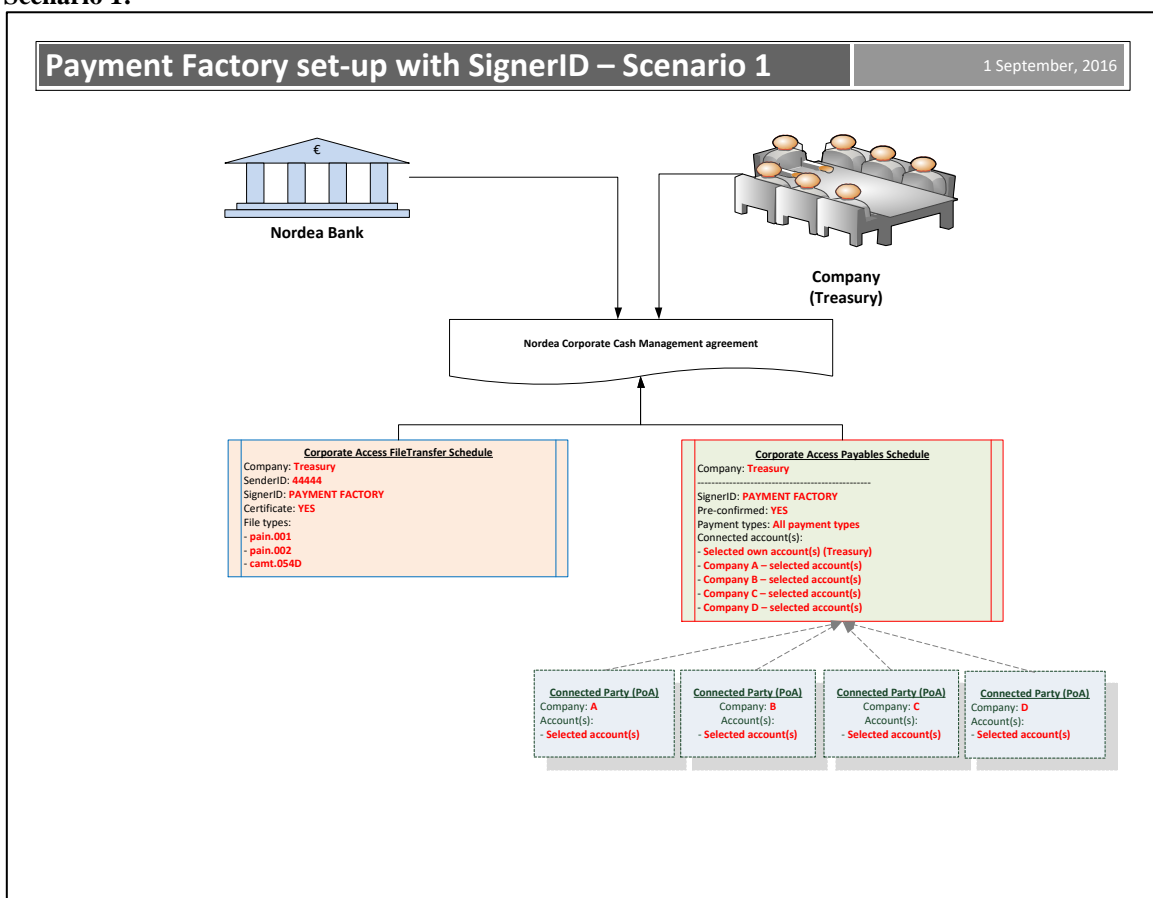 Scenario 1:
Payment Factory set-up with SignerID – Scenario 1
1 September, 2016
€
Nordea Bank
Company
(Treasury)
Nordea Corporate Cash Management agreement
Corporate Access FileTransfer Schedule
Company: Treasury
SenderID: 44444
SignerID: PAYMENT FACTORY
Certificate: YES
File types:
- pain.001
- pain.002
- camt.054D
Corporate Access Payables Schedule
Company: Treasury
--------------------------------------------------
SignerID: PAYMENT FACTORY
Pre-confirmed: YES
Payment types: All payment types
Connected account(s):
- Selected own account(s) (Treasury)
- Company A – selected account(s)
- Company B – selected account(s)
- Company C – selected account(s)
- Company D – selected account(s)
Connected Party (PoA)
Company: A
Account(s):
- Selected account(s)
Connected Party (PoA)
Company: B
Account(s):
- Selected account(s)
Connected Party (PoA)
Company: C
Account(s):
- Selected account(s)
Connected Party (PoA)
Company: D
Account(s):
- Selected account(s)